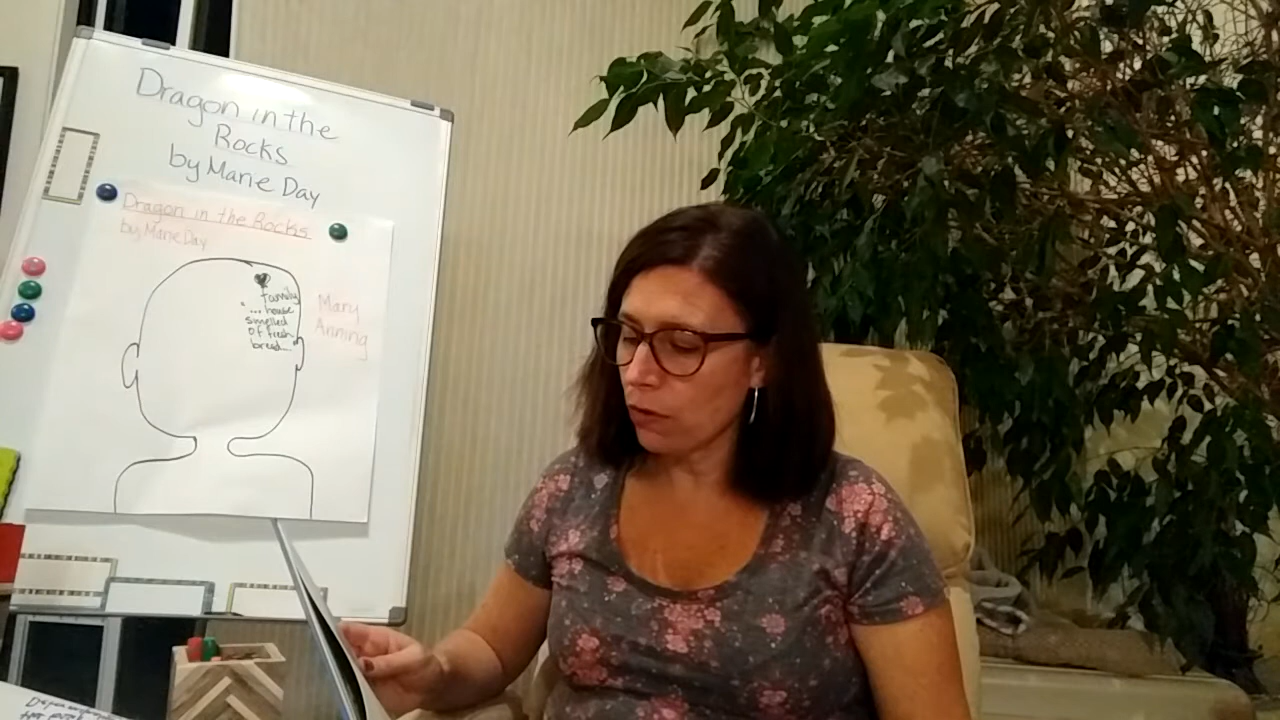 Dragon in the
Rocks
by Marie Day
Dragon in the Rocks
by Marie Day
family
"... house
smelled
of fresh
bread..."
Mary
Anning